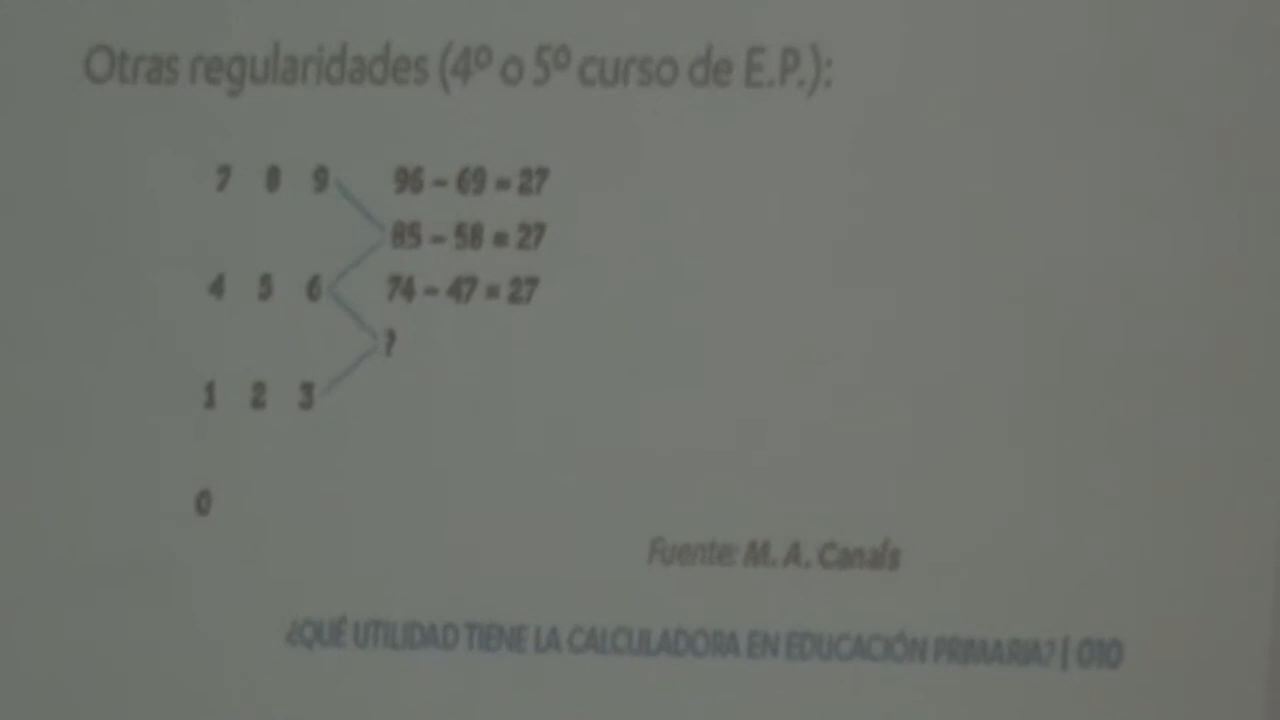 Otras regularidades (4º o 5º curso de E.P.):
7 8 9 96 – 69 = 27
85 – 58 = 27
4 5 6 74 – 47 = 27
?
1 2 3
0
Fuente: M. A. Canals
¿QUÉ UTILIDAD TIENE LA CALCULADORA EN EDUCACIÓN PRIMARIA? | 010